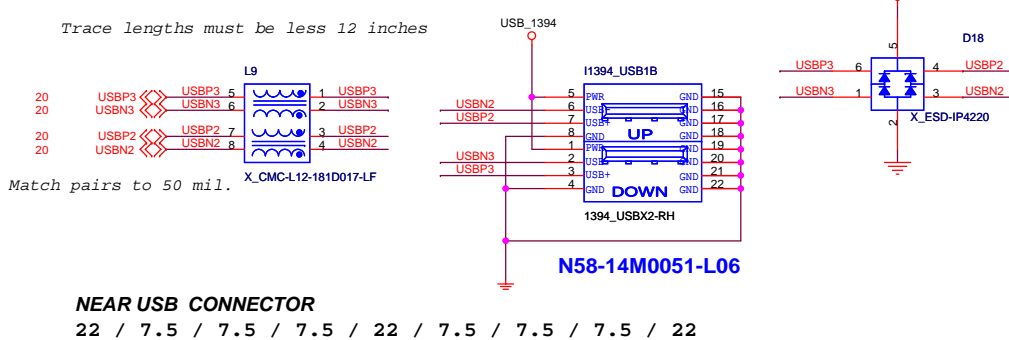 Trace lengths must be less 12 inches
L9
20 USBP3 USBP3 5 1 USBP3
20 USBN3 USBN3 6 2 USBN3
20 USBP2 USBP2 7 3 USBP2
20 USBN2 USBN2 8 4 USBN2
X_CMC-L12-181D017-LF
Match pairs to 50 mil.
USB_1394
I1394_USB1B
5 PWR GND 15
USBN2 6 USB- GND 16
USBP2 7 USB+ GND 17
8 GND UP GND 18
1 PWR GND 19
USBN3 2 USB- GND 20
USBP3 3 USB+ GND 21
4 GND DOWN GND 22
1394_USBX2-RH
N58-14M0051-L06
D18
5
USBP3 6 4 USBP2
USBN3 1 3 USBN2
2
X_ESD-IP4220
NEAR USB CONNECTOR
22 / 7.5 / 7.5 / 7.5 / 22 / 7.5 / 7.5 / 7.5 / 22